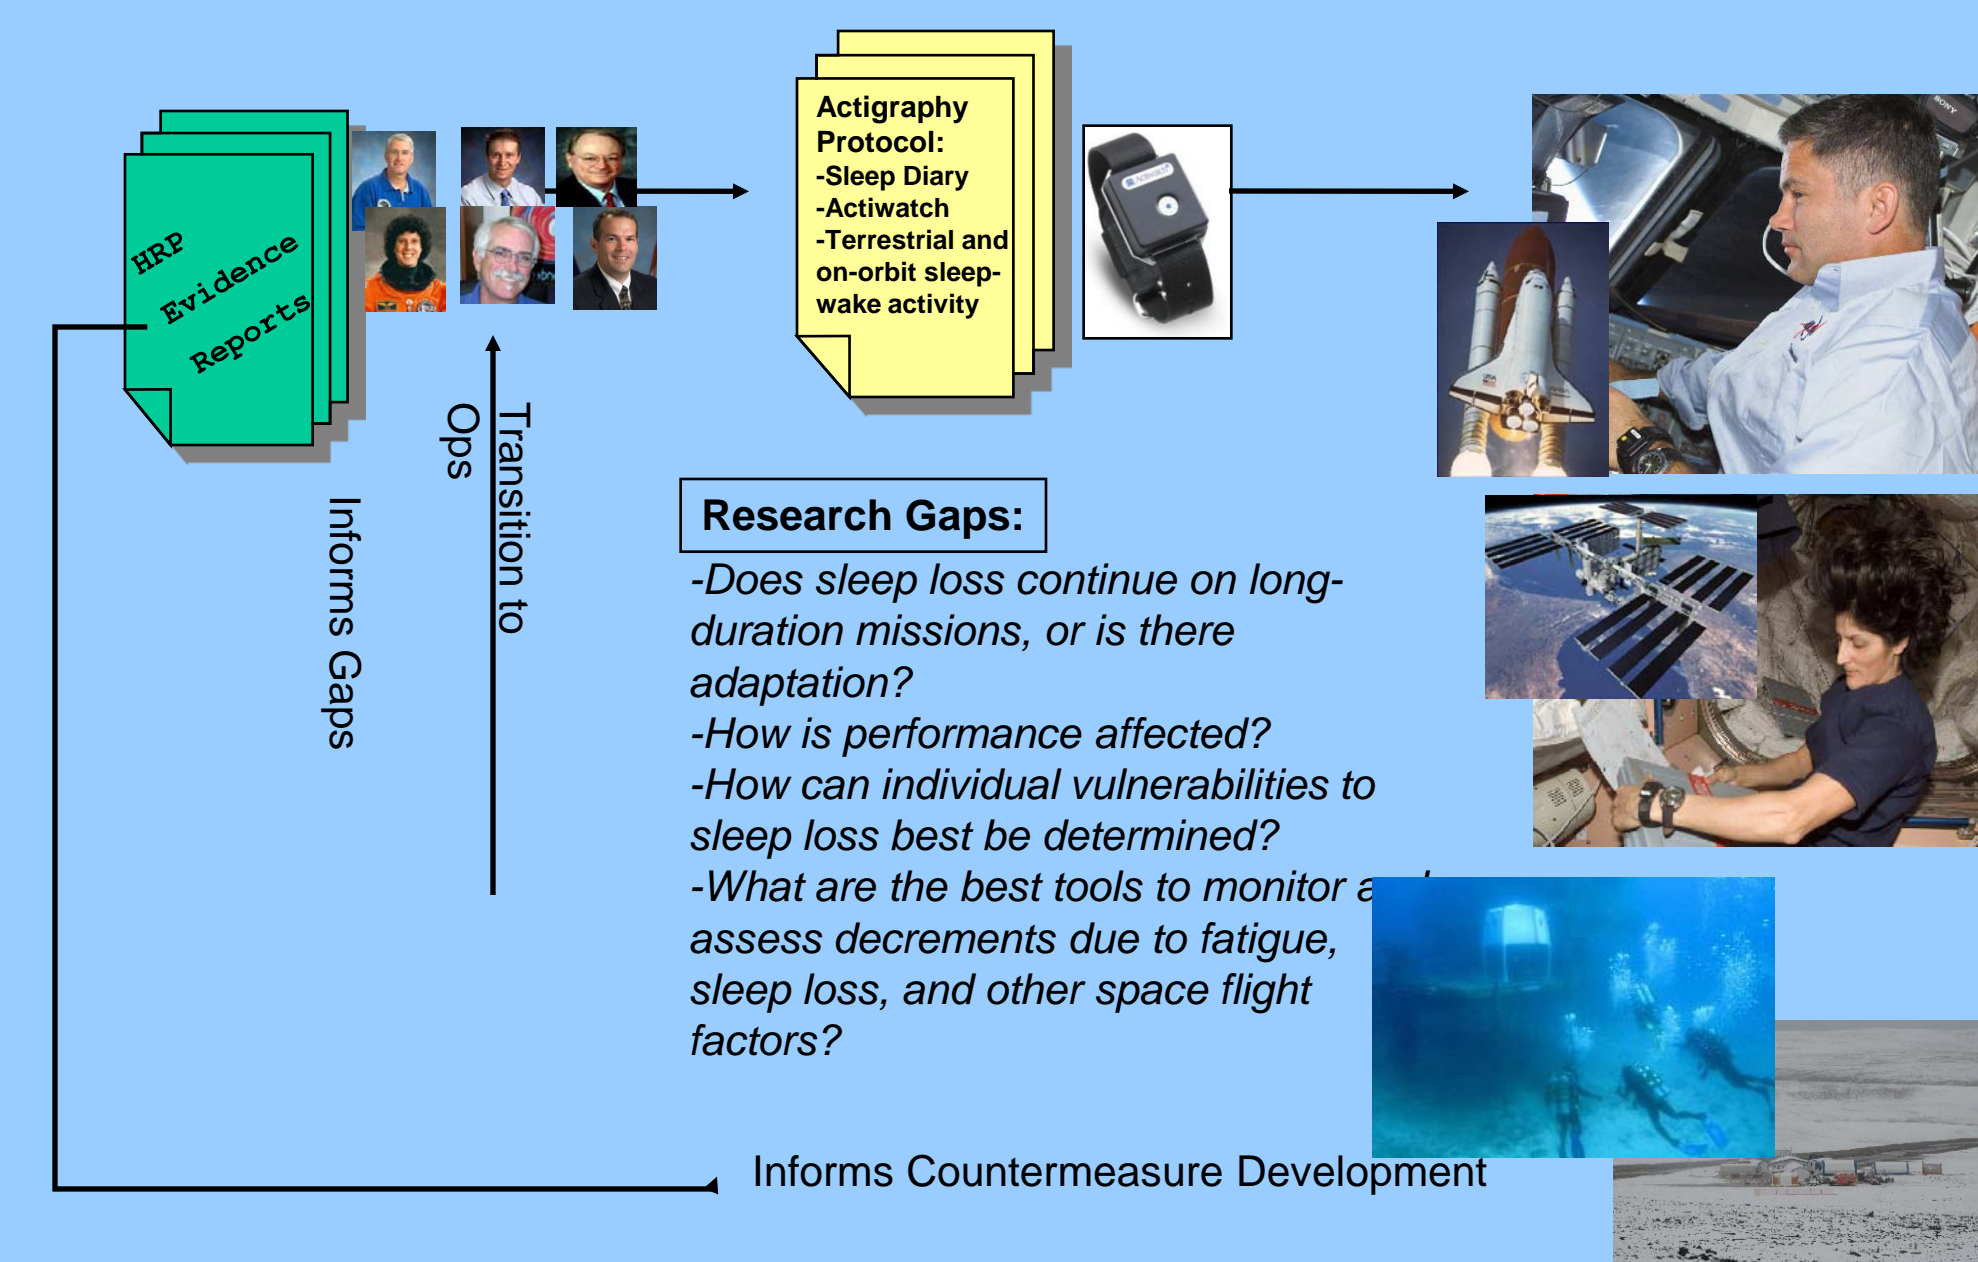 HRP
Evidence
Reports
Actigraphy
Protocol:
-Sleep Diary
-Actiwatch
-Terrestrial and
on-orbit sleep-
wake activity
SONY
Transition to
Ops
Informs Gaps
Research Gaps:
-Does sleep loss continue on long-
duration missions, or is there
adaptation?
-How is performance affected?
-How can individual vulnerabilities to
sleep loss best be determined?
-What are the best tools to monitor
assess decrements due to fatigue,
sleep loss, and other space flight
factors?
Informs Countermeasure Development